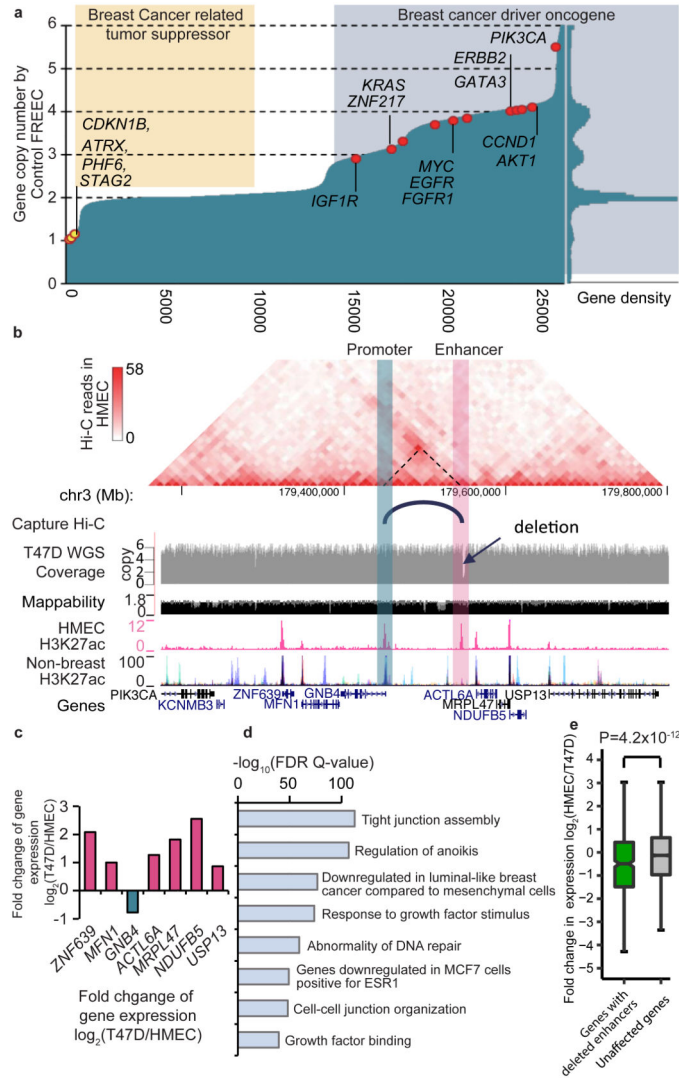 a
Breast Cancer related
tumor suppressor
Breast cancer driver oncogene
Gene copy number by
Control FREEC
6
5
4
3
2
1
0
CDKN1B,
ATRX,
PHF6,
STAG2
PIK3CA
ERBB2
GATA3
KRAS
ZNF217
IGF1R
MYC
EGFR
FGFR1
CCND1
AKT1
0
5000
10000
15000
20000
25000
Gene density
b
Promoter
Enhancer
Hi-C reads in
HMEC
58
0
chr3 (Mb):
179,400,000
179,600,000
179,800,000
Capture Hi-C
deletion
T47D WGS
Coverage
copy
6
4
2
0
Mappability
1.8
0
HMEC
H3K27ac
12
0
Non-breast
H3K27ac
100
0
Genes
PIK3CA
KCNMB3
ZNF639
MFN1
GNB4
ACTL6A
MRPL47
NDUFB5
USP13
c
Fold chgange of gene
expression
log2(T47D/HMEC)
3
2
1
0
-1
ZNF639
MFN1
GNB4
ACTL6A
MRPL47
NDUFB5
USP13
Fold chgange of
gene expression
log2(T47D/HMEC)
d
-log10(FDR Q-value)
0
50
100
Tight junction assembly
Regulation of anoikis
Downregulated in luminal-like breast
cancer compared to mesenchymal cells
Response to growth factor stimulus
Abnormality of DNA repair
Genes downregulated in MCF7 cells
positive for ESR1
Cell-cell junction organization
Growth factor binding
e
P=4.2x10-12
Fold change in expression log2(HMEC/T47D)
4
3
2
1
0
−1
−2
−3
−4
−5
Genes with
deleted enhancers
Unaffected genes